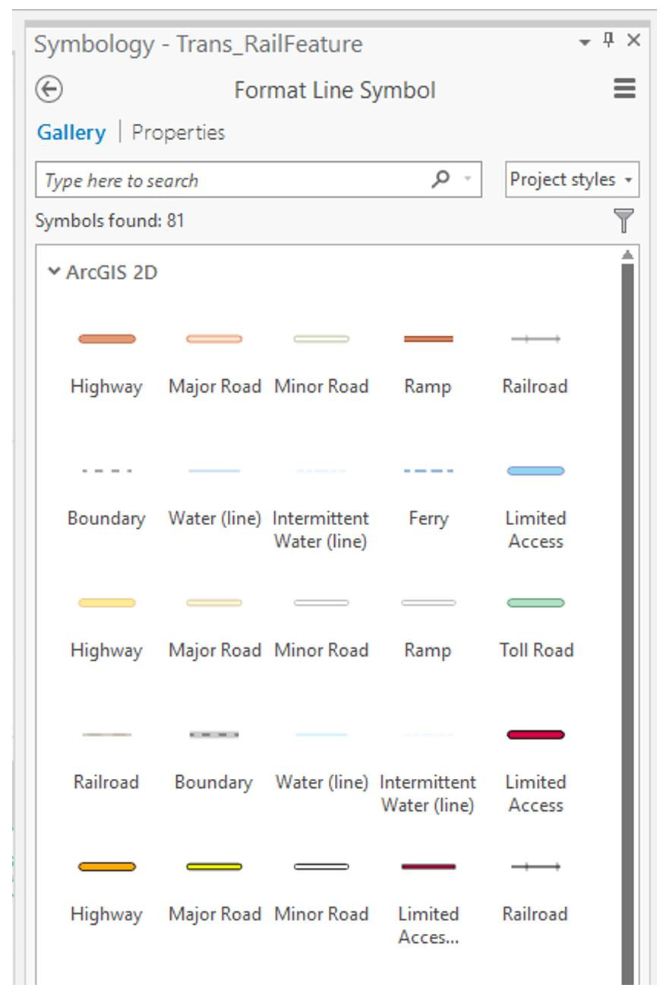 Symbology - Trans_RailFeature
Format Line Symbol
Gallery | Properties
Type here to search
Project styles
Symbols found: 81
ArcGIS 2D
Highway Major Road Minor Road Ramp Railroad
Boundary Water (line) Intermittent Ferry Limited
Water (line) Access
Highway Major Road Minor Road Ramp Toll Road
Railroad Boundary Water (line) Intermittent Limited
Water (line) Access
Highway Major Road Minor Road Limited Railroad
Acces...